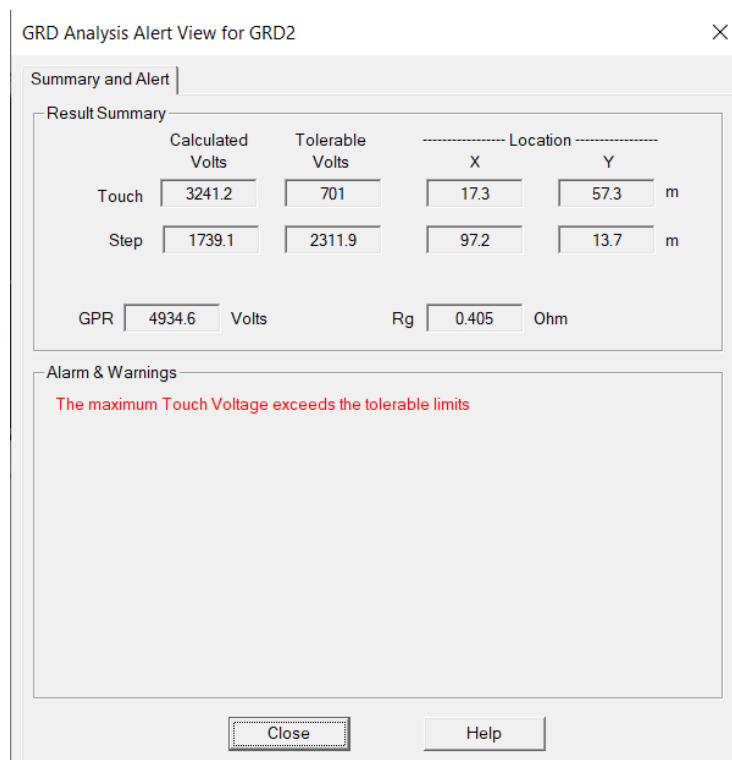 GRD Analysis Alert View for GRD2
Summary and Alert
Result Summary
Calculated Tolerable ----------------- Location -----------------
Volts Volts X Y
Touch 3241.2 701 17.3 57.3 m
Step 1739.1 2311.9 97.2 13.7 m
GPR 4934.6 Volts Rg 0.405 Ohm
Alarm & Warnings
The maximum Touch Voltage exceeds the tolerable limits
Close Help